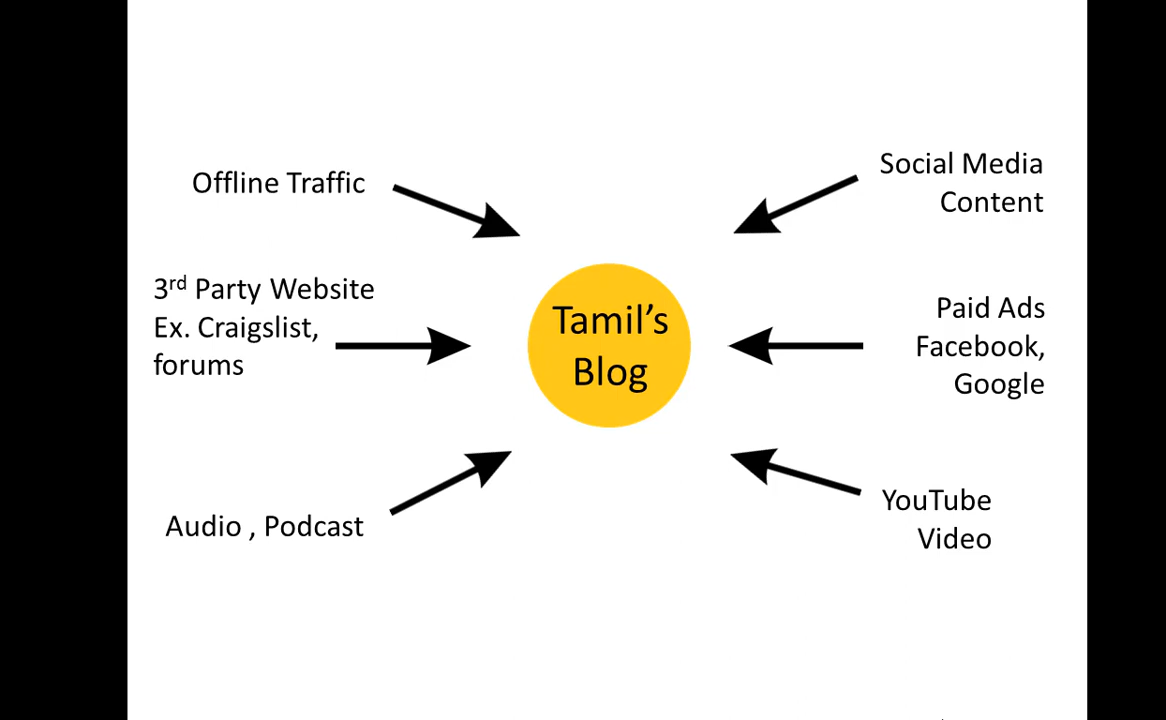 Offline Traffic
3rd Party Website
Ex. Craigslist,
forums
Audio , Podcast
Tamil's
Blog
Social Media
Content
Paid Ads
Facebook,
Google
YouTube
Video